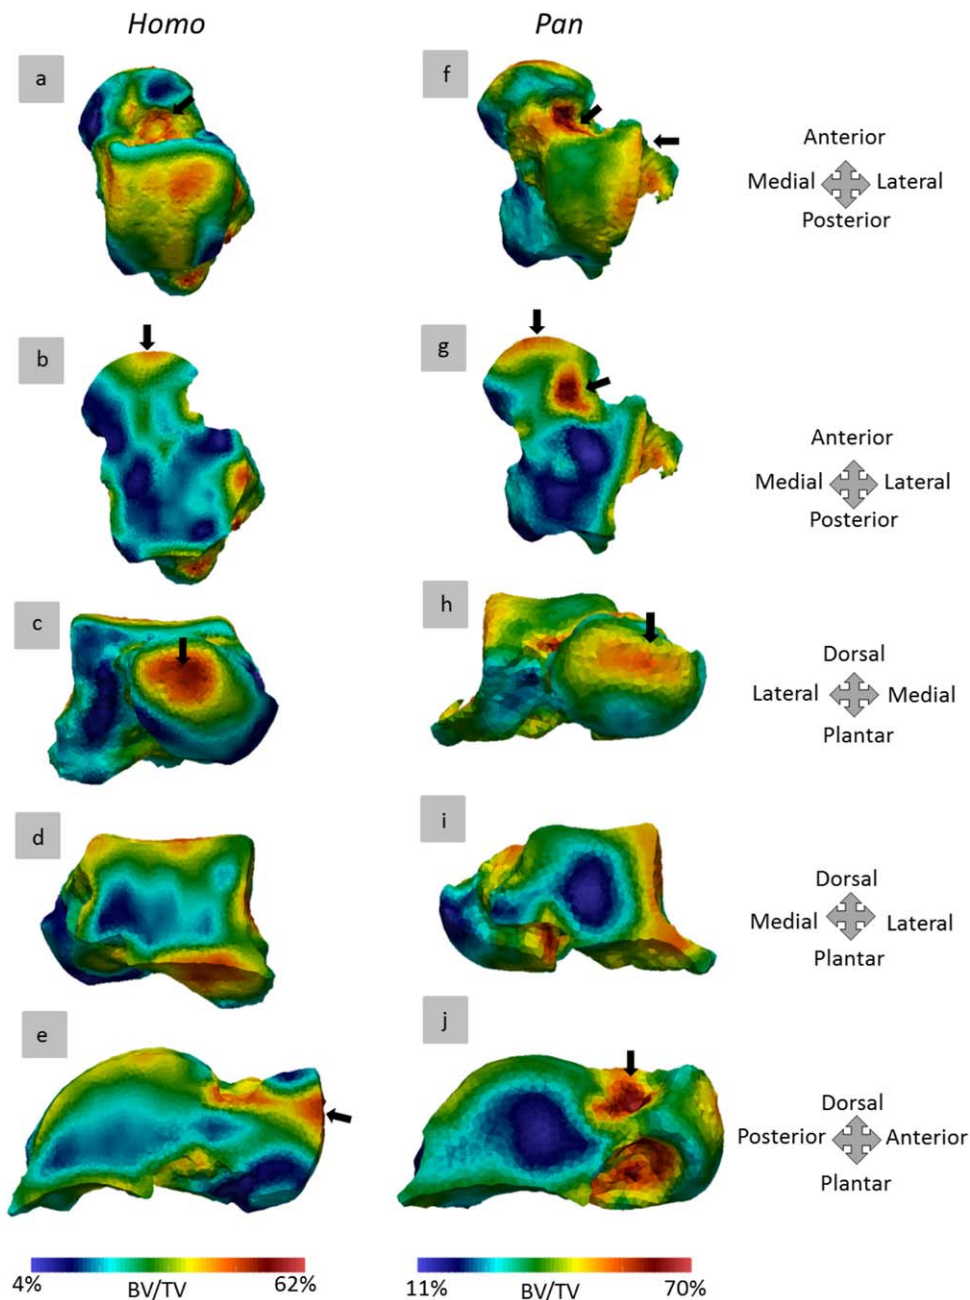 Homo Pan
a f
Anterior
Medial Lateral
Posterior
b g
Anterior
Medial Lateral
Posterior
c h
Dorsal
Lateral Medial
Plantar
d i
Dorsal
Medial Lateral
Plantar
e j
Dorsal
Posterior Anterior
Plantar
4% BV/TV 62% 11% BV/TV 70%